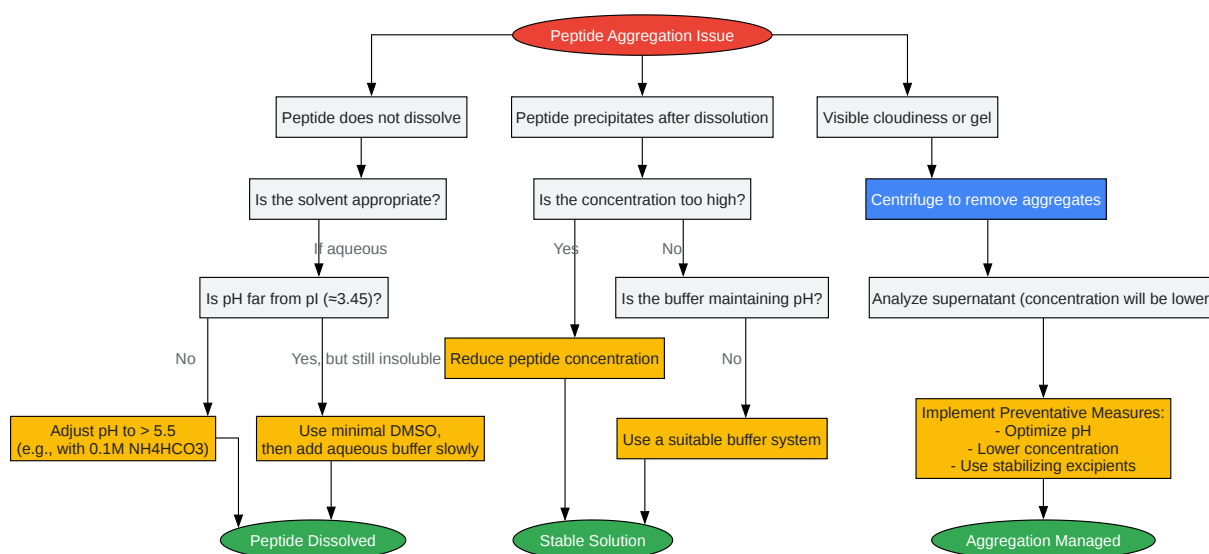 Peptide Aggregation Issue
Peptide does not dissolve
Peptide precipitates after dissolution
Visible cloudiness or gel
Is the solvent appropriate?
Is the concentration too high?
Centrifuge to remove aggregates
If aqueous
Yes
No
Is pH far from pI (≈3.45)?
Is the buffer maintaining pH?
Analyze supernatant (concentration will be lower
No
Yes, but still insoluble
Reduce peptide concentration
No
Adjust pH to > 5.5
(e.g., with 0.1M NH4HCO3)
Use minimal DMSO,
then add aqueous buffer slowly
Use a suitable buffer system
Implement Preventative Measures:
- Optimize pH
- Lower concentration
- Use stabilizing excipients
Peptide Dissolved
Stable Solution
Aggregation Managed